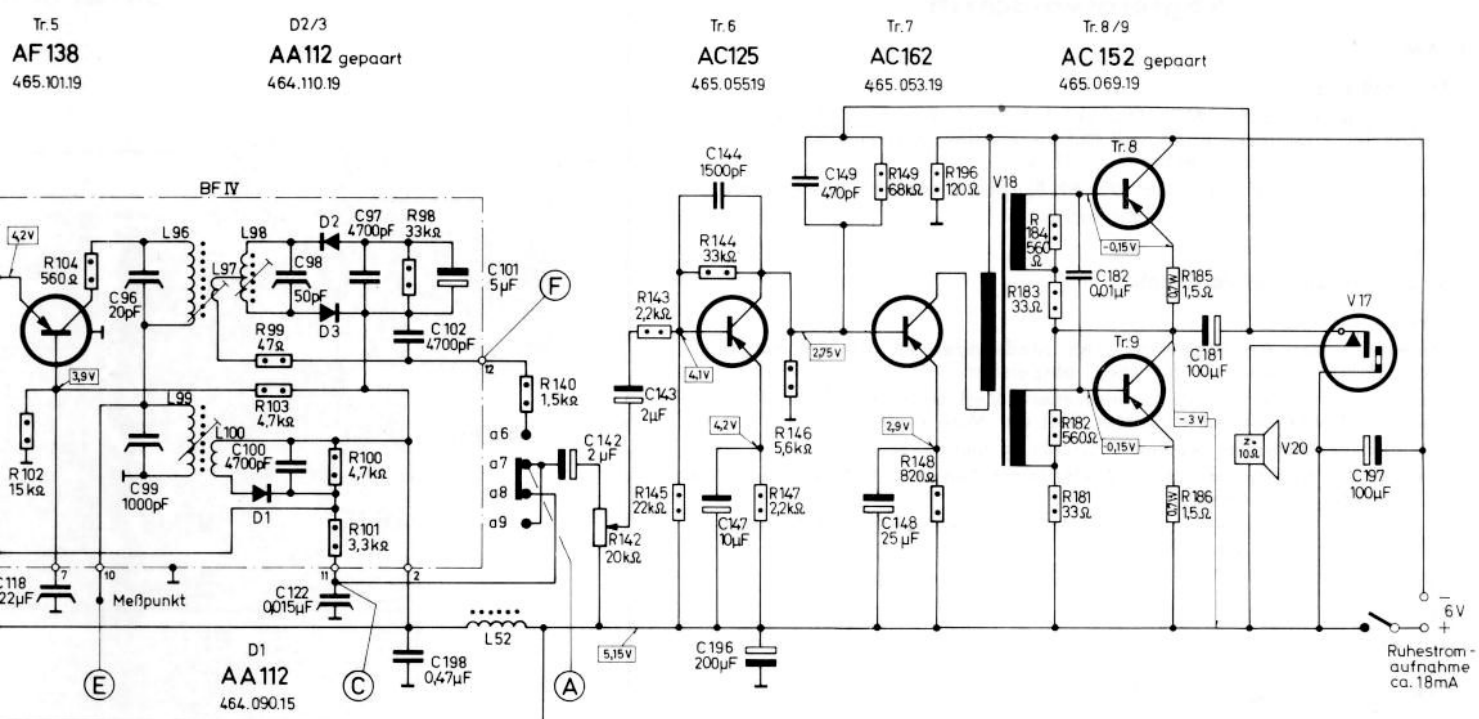 Tr.5
AF 138
465.101.19
D2/3
AA112 gepaart
464.110.19
Tr.6
AC125
465.055.19
Tr.7
AC162
465.053.19
Tr.8/9
AC 152 gepaart
465.069.19
BF IV
4,2V
R104
560Ω
C96
20pF
L96
L97
L98
D2
C98
50pF
D3
C97
4700pF
R98
33kΩ
C101
5µF
F
R99
47Ω
C102
4700pF
12
3,9V
L99
R103
4,7kΩ
L100
C100
4700pF
R102
15kΩ
C99
1000pF
D1
R100
4,7kΩ
R101
3,3kΩ
R140
1,5kΩ
a6
a7
a8
a9
C142
2µF
R142
20kΩ
C118
22µF
7
10
11
2
Meßpunkt
C122
0,015µF
E
D1
AA112
464.090.15
C
C198
0,47µF
L52
A
5,15V
C196
200µF
C144
1500pF
R144
33kΩ
R143
2,2kΩ
C143
2µF
4,1V
4,2V
R145
22kΩ
C147
10µF
R147
2,2kΩ
R146
5,6kΩ
2,75V
C149
470pF
R149
68kΩ
R196
120Ω
2,9V
R148
820Ω
C148
25µF
V18
R
184
560
Ω
R183
33Ω
R182
560Ω
R181
33Ω
C182
0,01µF
Tr.8
-0,15V
0,7W
R185
1,5Ω
Tr.9
-0,15V
0,7W
R186
1,5Ω
C181
100µF
-3V
V17
Z=
10Ω
V20
C197
100µF
−
6V
+
Ruhestrom-
aufnahme
ca. 18mA